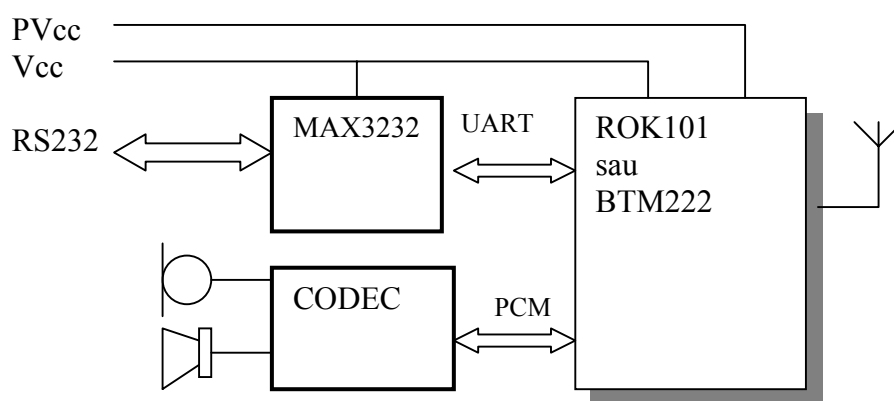 PVcc
Vcc
RS232
MAX3232
UART
ROK101
sau
BTM222
CODEC
PCM